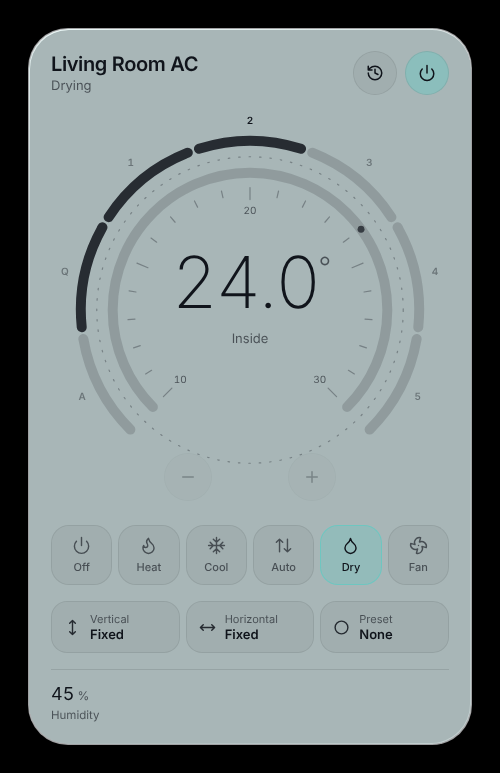 Living Room AC
Drying
2
1
3
20
Q
4
24.0°
Inside
10
30
A
5
Off
Heat
Cool
Auto
Dry
Fan
Vertical
Fixed
Horizontal
Fixed
Preset
None
45 %
Humidity